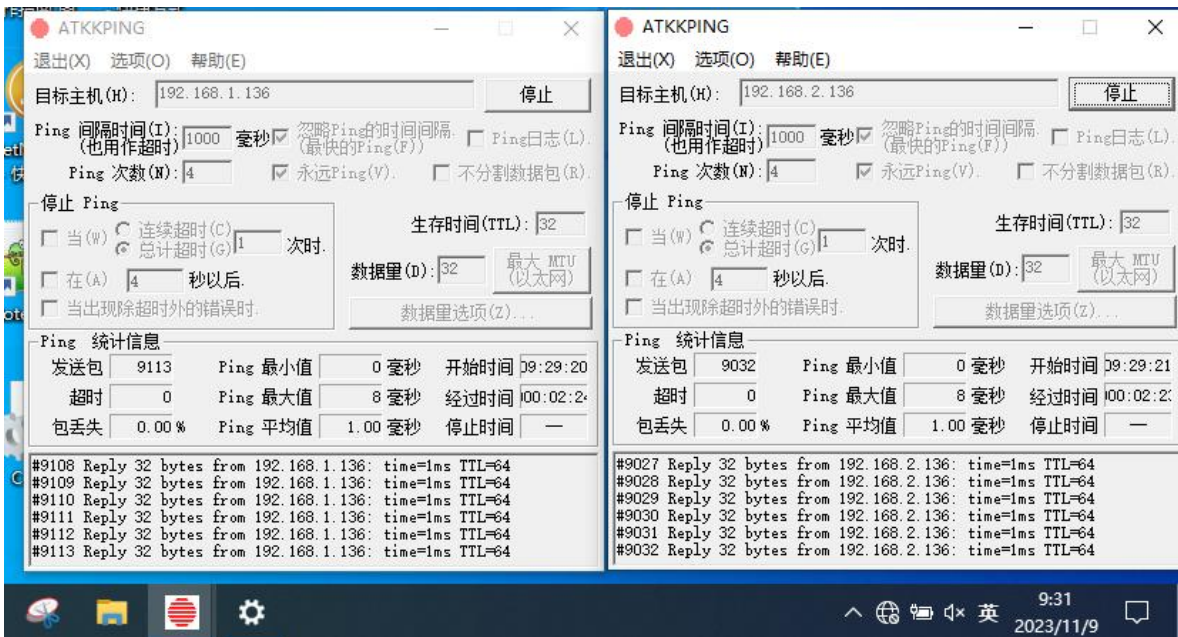 ATKKPING
退出(X) 选项(O) 帮助(E)
目标主机(H): 192.168.1.136 停止
Ping 间隔时间(I): (也用作超时) 1000 毫秒 忽略Ping的时间间隔. (最快的Ping(F)) Ping日志(L).
Ping 次数(N): 4 永远Ping(V). 不分割数据包(R).
停止 Ping
当(W) 连续超时(C) 总计超时(G) 1 次时.
生存时间(TTL): 32
在(A) 4 秒以后.
数据量(D): 32 最大 MTU (以太网)
当出现除超时外的错误时.
数据量选项(Z)...
Ping 统计信息
发送包 9113 Ping 最小值 0 毫秒 开始时间 09:29:20
超时 0 Ping 最大值 8 毫秒 经过时间 00:02:2
包丢失 0.00 % Ping 平均值 1.00 毫秒 停止时间 —
#9108 Reply 32 bytes from 192.168.1.136: time=1ms TTL=64
#9109 Reply 32 bytes from 192.168.1.136: time=1ms TTL=64
#9110 Reply 32 bytes from 192.168.1.136: time=1ms TTL=64
#9111 Reply 32 bytes from 192.168.1.136: time=1ms TTL=64
#9112 Reply 32 bytes from 192.168.1.136: time=1ms TTL=64
#9113 Reply 32 bytes from 192.168.1.136: time=1ms TTL=64
ATKKPING
退出(X) 选项(O) 帮助(E)
目标主机(H): 192.168.2.136 停止
Ping 间隔时间(I): (也用作超时) 1000 毫秒 忽略Ping的时间间隔. (最快的Ping(F)) Ping日志(L).
Ping 次数(N): 4 永远Ping(V). 不分割数据包(R).
停止 Ping
当(W) 连续超时(C) 总计超时(G) 1 次时.
生存时间(TTL): 32
在(A) 4 秒以后.
数据量(D): 32 最大 MTU (以太网)
当出现除超时外的错误时.
数据量选项(Z)...
Ping 统计信息
发送包 9032 Ping 最小值 0 毫秒 开始时间 09:29:21
超时 0 Ping 最大值 8 毫秒 经过时间 00:02:2
包丢失 0.00 % Ping 平均值 1.00 毫秒 停止时间 —
#9027 Reply 32 bytes from 192.168.2.136: time=1ms TTL=64
#9028 Reply 32 bytes from 192.168.2.136: time=1ms TTL=64
#9029 Reply 32 bytes from 192.168.2.136: time=1ms TTL=64
#9030 Reply 32 bytes from 192.168.2.136: time=1ms TTL=64
#9031 Reply 32 bytes from 192.168.2.136: time=1ms TTL=64
#9032 Reply 32 bytes from 192.168.2.136: time=1ms TTL=64
英
9:31
2023/11/9